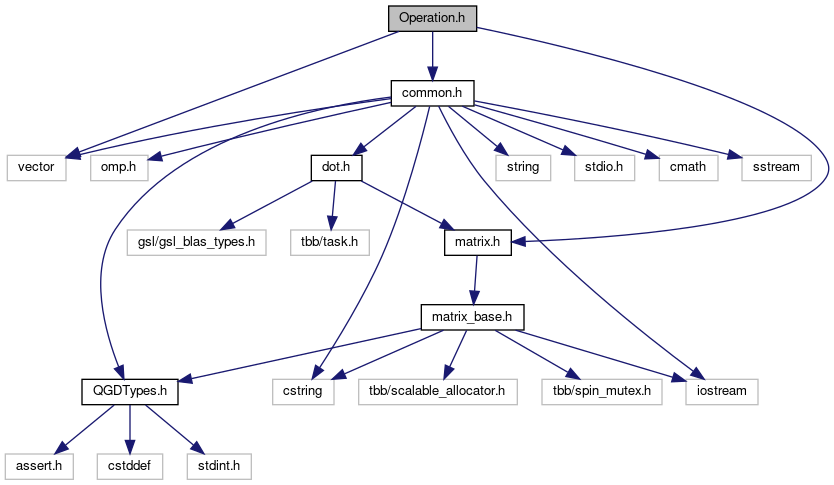 Operation.h
common.h
vector
omp.h
dot.h
string
stdio.h
cmath
sstream
gsl/gsl_blas_types.h
tbb/task.h
matrix.h
matrix_base.h
QGDTypes.h
cstring
tbb/scalable_allocator.h
tbb/spin_mutex.h
iostream
assert.h
cstddef
stdint.h